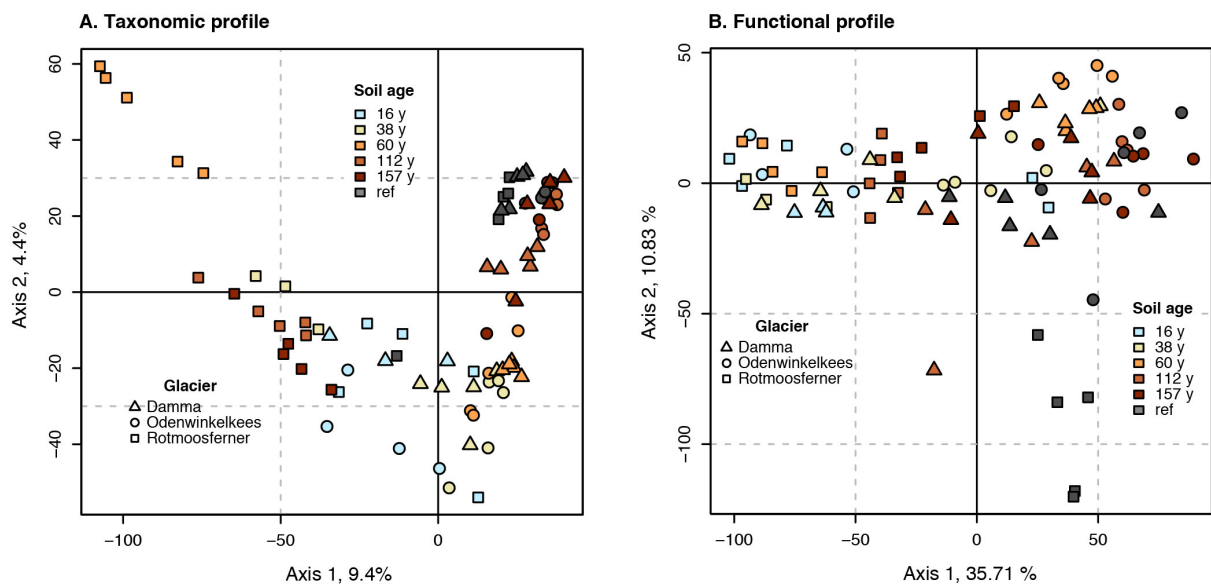 A. Taxonomic profile
60
40
20
0
−20
−40
−100
−50
0
Axis 2, 4.4%
Axis 1, 9.4%
Soil age
16 y
38 y
60 y
112 y
157 y
ref
Glacier
Damma
Odenwinkelkees
Rotmoosferner
B. Functional profile
50
0
−50
−100
−100
−50
0
50
Axis 2, 10.83 %
Axis 1, 35.71 %
Glacier
Damma
Odenwinkelkees
Rotmoosferner
Soil age
16 y
38 y
60 y
112 y
157 y
ref